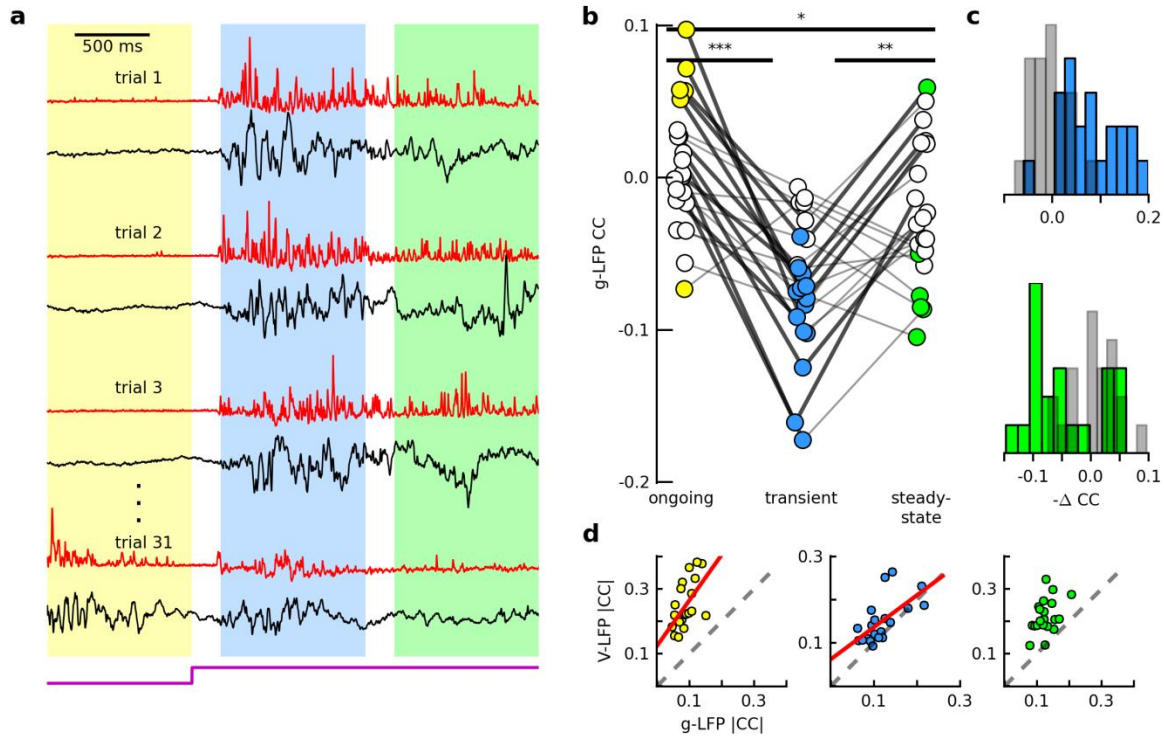 a
500 ms
trial 1
trial 2
trial 3
trial 31
b
0.1
0.0
-0.1
-0.2
g-LFP CC
*
***
**
ongoing
transient
steady-
state
c
0.0
0.2
-0.1
0.0
0.1
-Δ CC
d
V-LFP |CC|
0.3
0.1
0.1
0.3
g-LFP |CC|
0.3
0.1
0.1
0.3
0.3
0.1
0.1
0.3